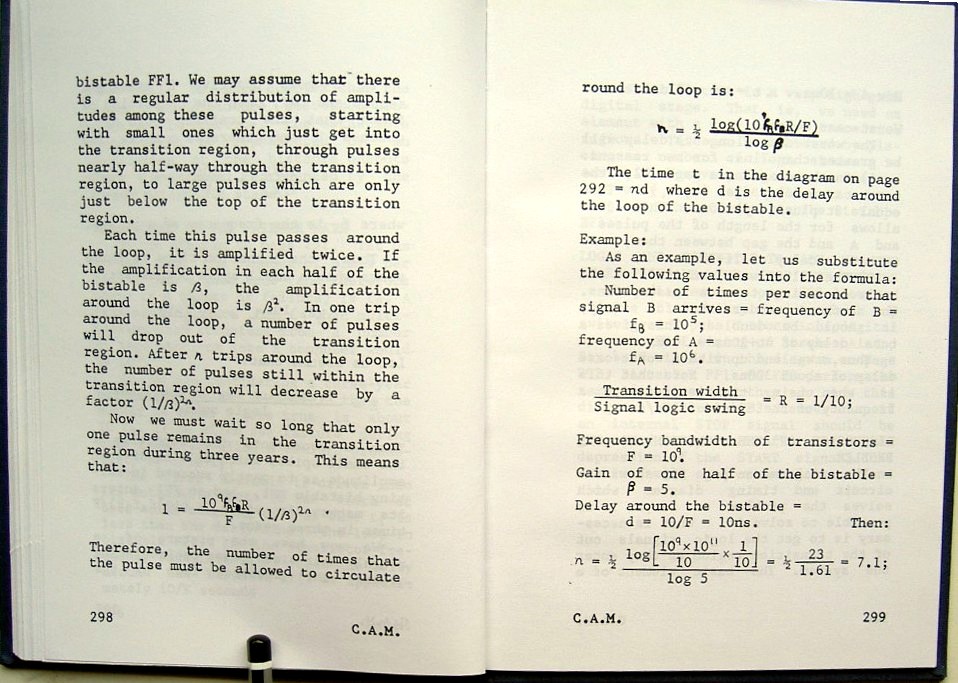 bistable FF1. We may assume that there
is a regular distribution of ampli-
tudes among these pulses, starting
with small ones which just get into
the transition region, through pulses
nearly half-way through the transition
region, to large pulses which are only
just below the top of the transition
region.
Each time this pulse passes around
the loop, it is amplified twice. If
the amplification in each half of the
bistable is β, the amplification
around the loop is β². In one trip
around the loop, a number of pulses
will drop out of the transition
region. After n trips around the loop,
the number of pulses still within the
transition region will decrease by a
factor (1/β)²ⁿ.
Now we must wait so long that only
one pulse remains in the transition
region during three years. This means
that:
1 = 10⁹fAfBR / F (1/β)²ⁿ .
Therefore, the number of times that
the pulse must be allowed to circulate
298
C.A.M.
round the loop is:
n = ½ log(10⁹fAfBR/F) / log β
The time t in the diagram on page
292 = nd where d is the delay around
the loop of the bistable.
Example:
As an example, let us substitute
the following values into the formula:
Number of times per second that
signal B arrives = frequency of B =
fB = 10⁵;
frequency of A =
fA = 10⁶.
Transition width
Signal logic swing = R = 1/10;
Frequency bandwidth of transistors =
F = 10⁹.
Gain of one half of the bistable =
β = 5.
Delay around the bistable =
d = 10/F = 10ns. Then:
n = ½ log[10⁹×10¹¹ / 10 × 1/10] / log 5 = ½ 23/1.61 = 7.1;
C.A.M.
299